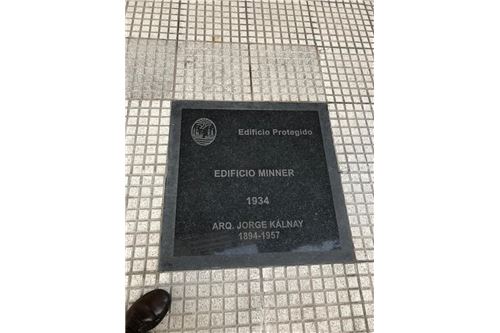 Edificio Protegido
EDIFICIO MINNER
1934
ARQ. JORGE KÁLNAY
1894-1957